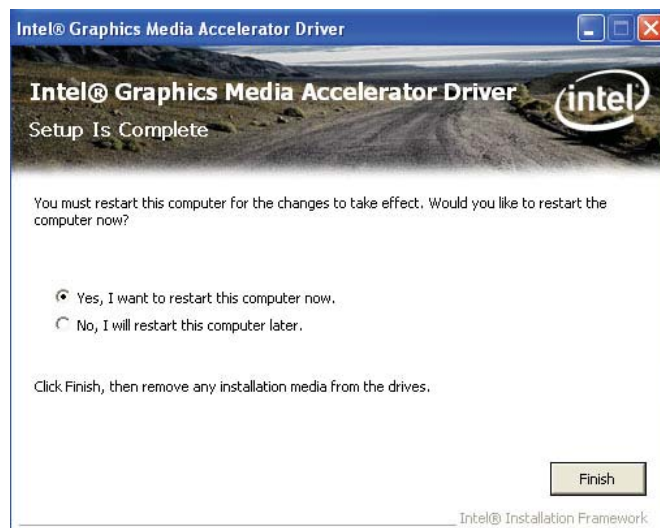 Intel® Graphics Media Accelerator Driver
Intel® Graphics Media Accelerator Driver
Setup Is Complete
intel
You must restart this computer for the changes to take effect. Would you like to restart the
computer now?
Yes, I want to restart this computer now.
No, I will restart this computer later.
Click Finish, then remove any installation media from the drives.
Finish
Intel® Installation Framework